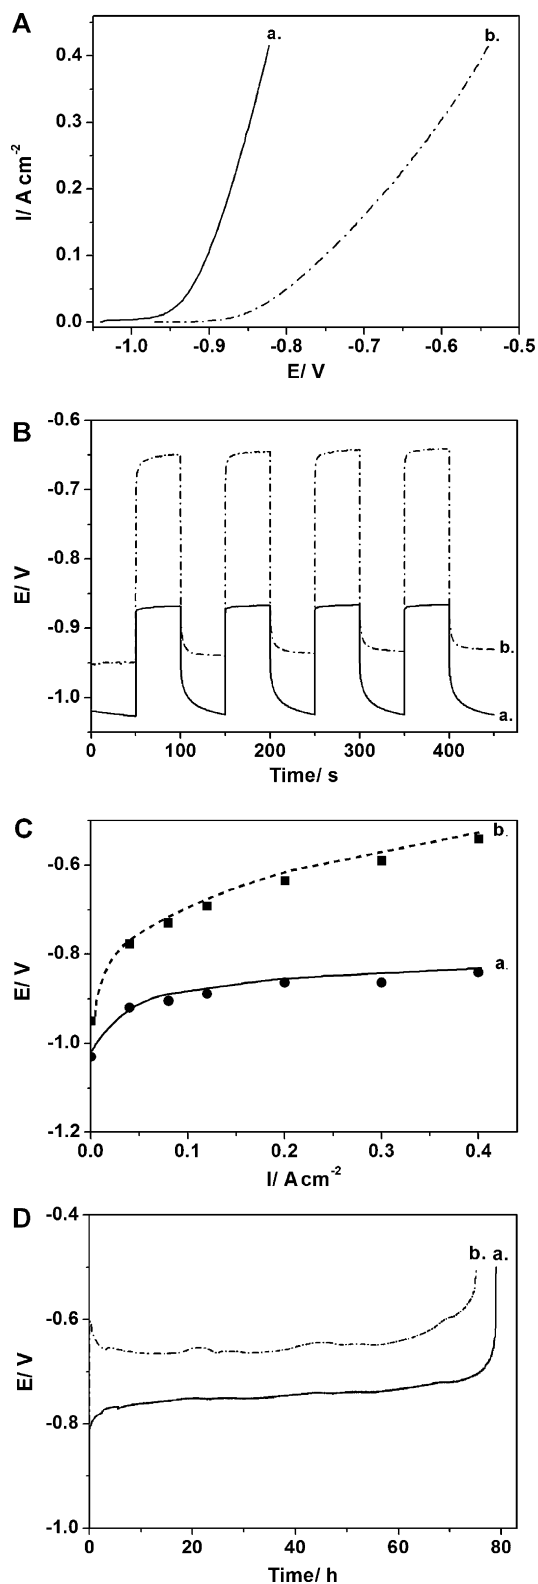 A
a.
b.
0.4
0.3
0.2
0.1
0.0
I/ A cm-2
-1.0
-0.9
-0.8
-0.7
-0.6
-0.5
E/ V
B
-0.6
-0.7
-0.8
-0.9
-1.0
E/ V
b.
a.
0
100
200
300
400
Time/ s
C
b.
-0.6
-0.8
-1.0
-1.2
E/ V
a.
0.0
0.1
0.2
0.3
0.4
I/ A cm-2
D
-0.4
b. a.
-0.6
-0.8
-1.0
E/ V
0
20
40
60
80
Time/ h